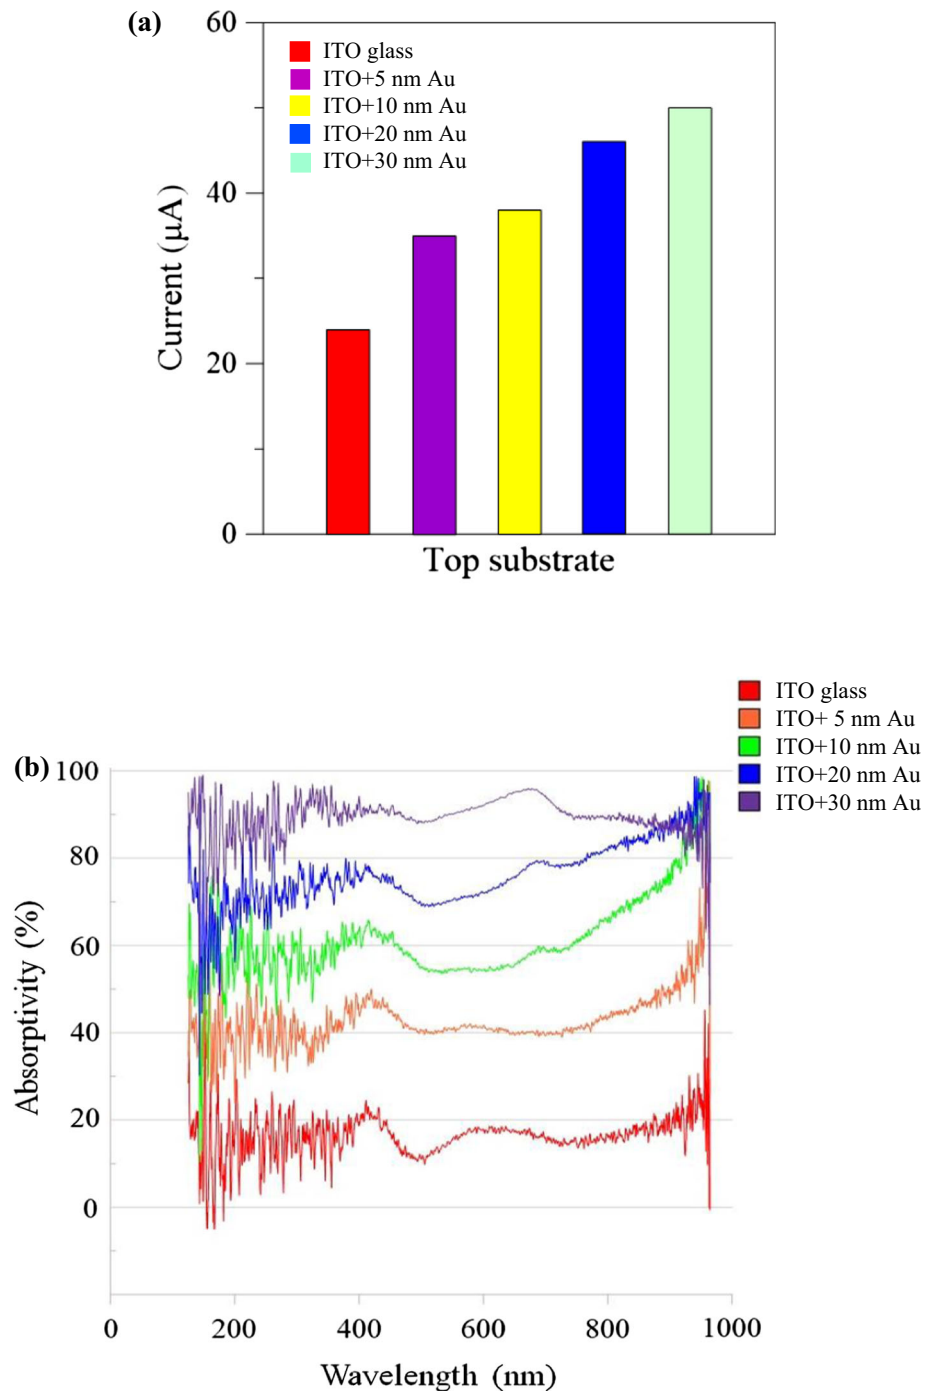 (a)
60
40
20
0
Current (µA)
ITO glass
ITO+5 nm Au
ITO+10 nm Au
ITO+20 nm Au
ITO+30 nm Au
Top substrate
ITO glass
ITO+ 5 nm Au
ITO+10 nm Au
ITO+20 nm Au
ITO+30 nm Au
(b)
100
80
60
40
20
0
Absorptivity (%)
0 200 400 600 800 1000
Wavelength (nm)